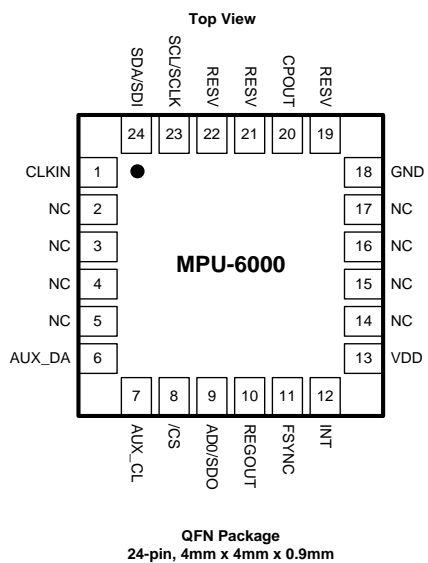 Top View
SDA/SDI
SCL/SCLK
RESV
RESV
CPOUT
RESV
24 23 22 21 20 19
CLKIN 1 18 GND
NC 2 17 NC
NC 3 16 NC
MPU-6000
NC 4 15 NC
NC 5 14 NC
AUX_DA 6 13 VDD
7 8 9 10 11 12
AUX_CL
/CS
AD0/SDO
REGOUT
FSYNC
INT
QFN Package
24-pin, 4mm x 4mm x 0.9mm